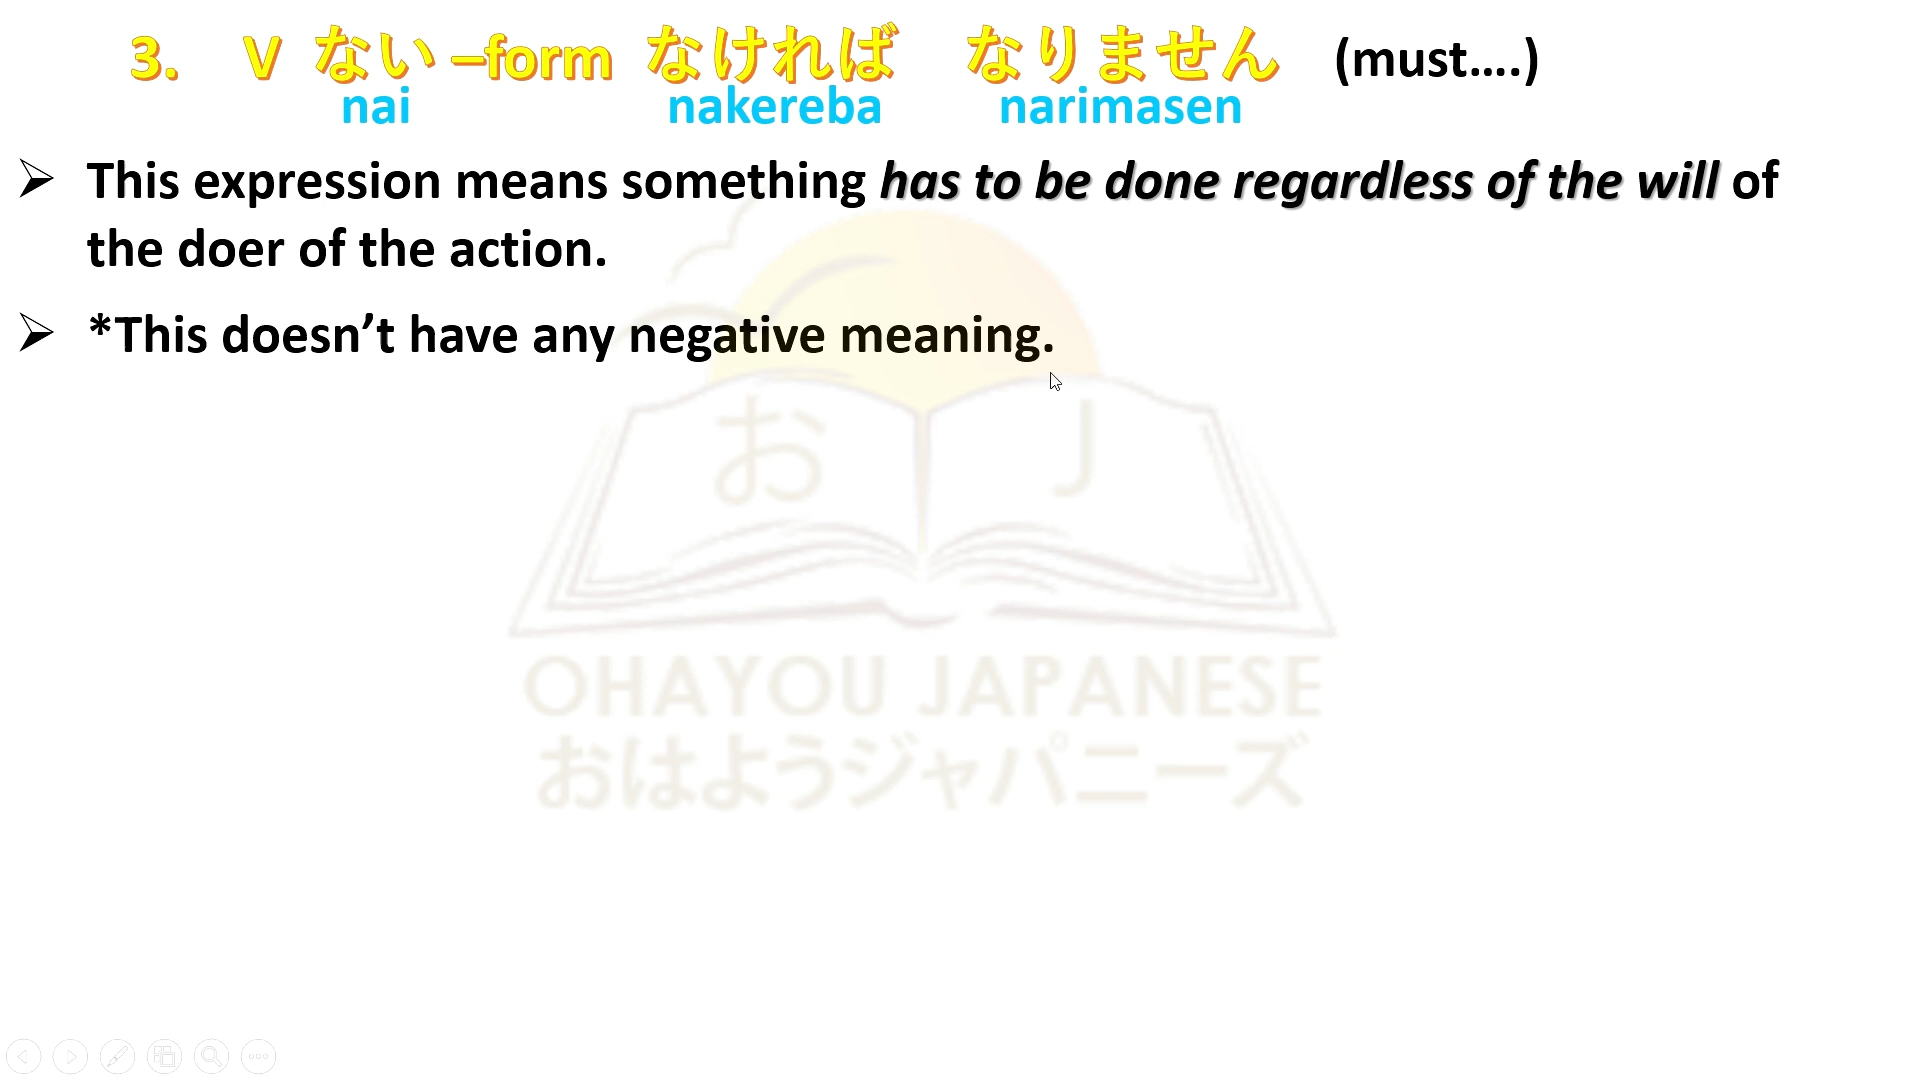 3. V ない –form なければ なりません (must....)
nai nakereba narimasen
➢ This expression means something has to be done regardless of the will of
the doer of the action.
➢ *This doesn’t have any negative meaning.
お J
OHAYOU JAPANESE
おはようジャパニーズ